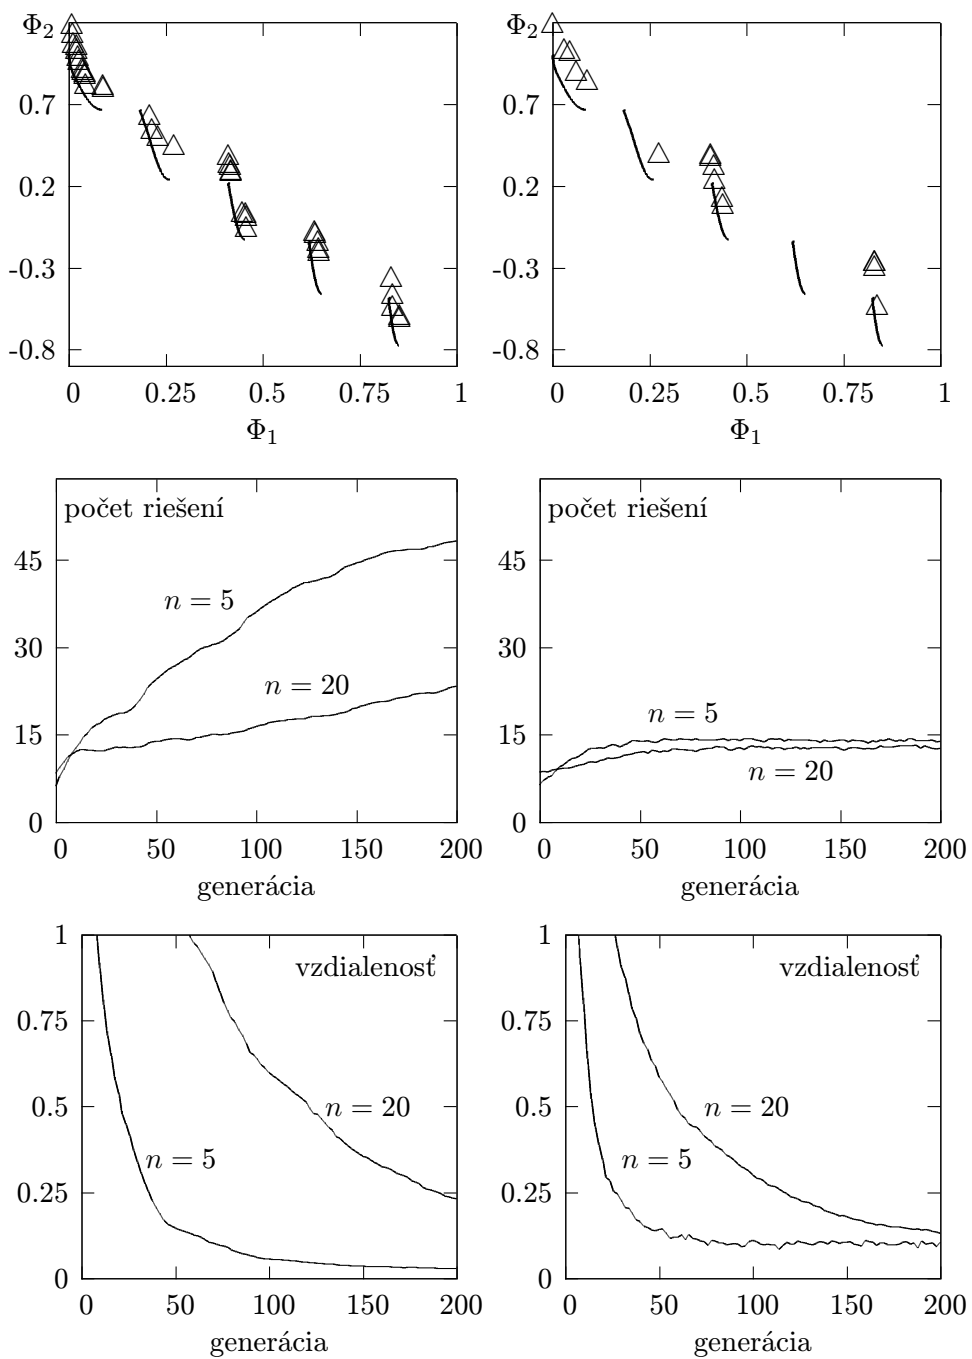 Φ2
0.7
0.2
-0.3
-0.8
0 0.25 0.5 0.75 1
Φ1
Φ2
0.7
0.2
-0.3
-0.8
0 0.25 0.5 0.75 1
Φ1
počet riešení
45
30
15
0
n = 5
n = 20
0 50 100 150 200
generácia
počet riešení
45
30
15
0
n = 5
n = 20
0 50 100 150 200
generácia
1
0.75
0.5
0.25
0
vzdialenosť
n = 20
n = 5
0 50 100 150 200
generácia
1
0.75
0.5
0.25
0
vzdialenosť
n = 20
n = 5
0 50 100 150 200
generácia